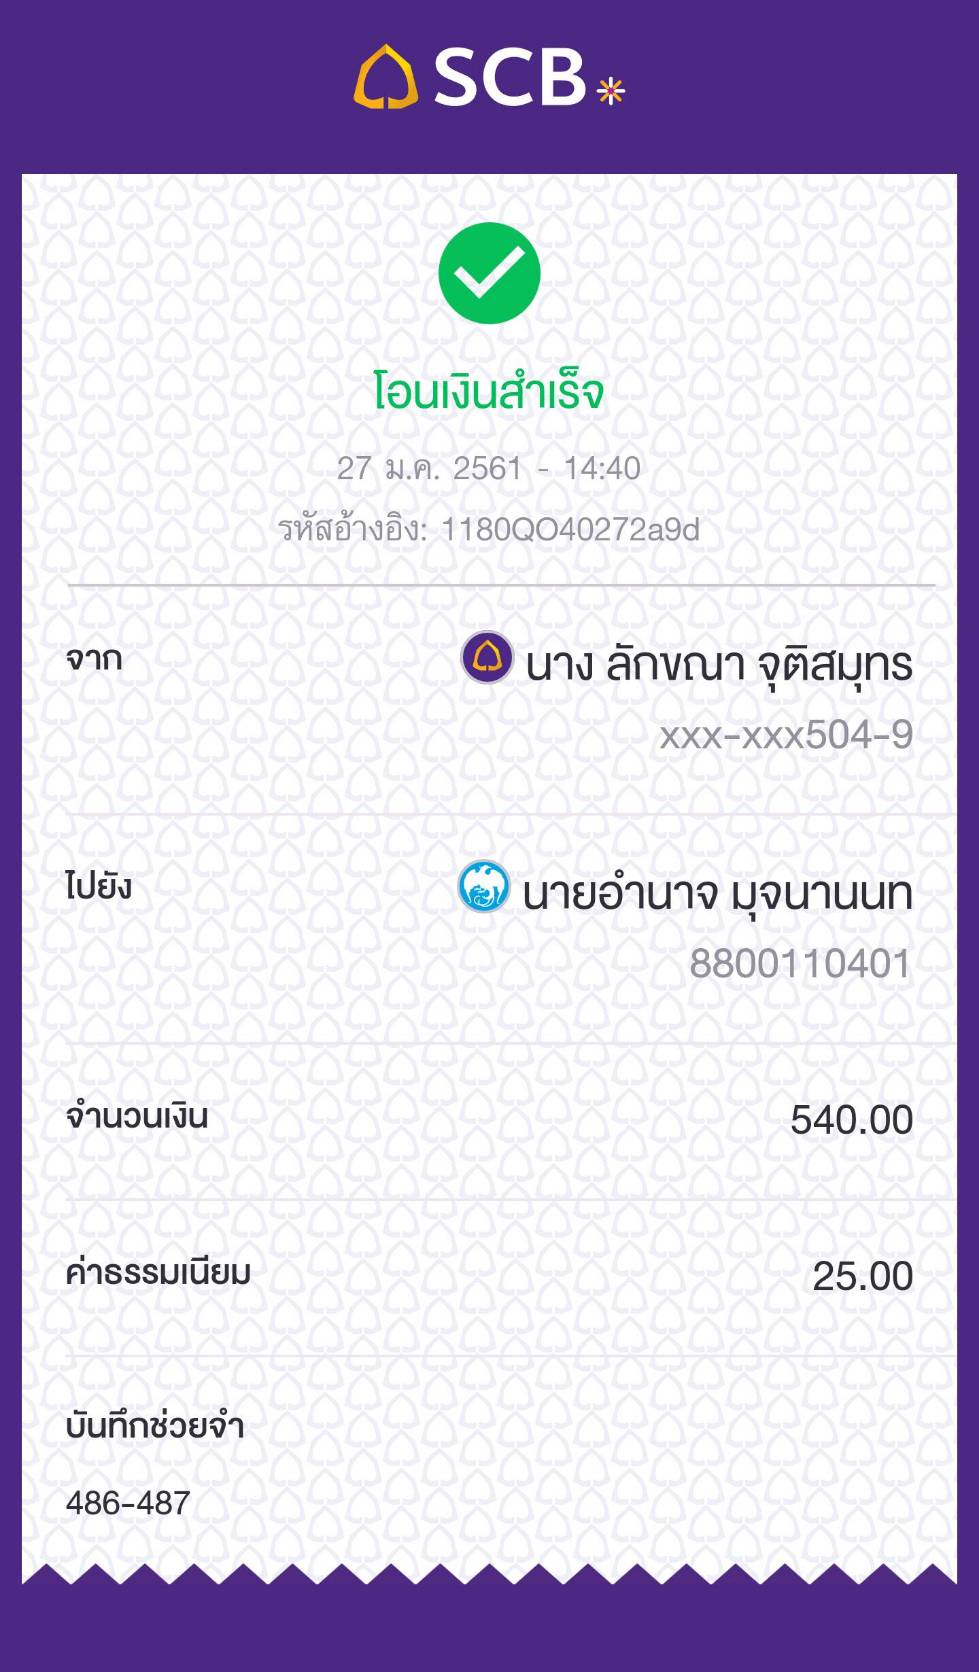 SCB
โอนเงินสำเร็จ
27 ม.ค. 2561 - 14:40
รหัสอ้างอิง: 1180QO40272a9d
จาก
นาง ลักขณา จุติสมุทร
xxx-xxx504-9
ไปยัง
นายอำนาจ มุจนานนท
8800110401
จำนวนเงิน
540.00
ค่าธรรมเนียม
25.00
บันทึกช่วยจำ
486-487